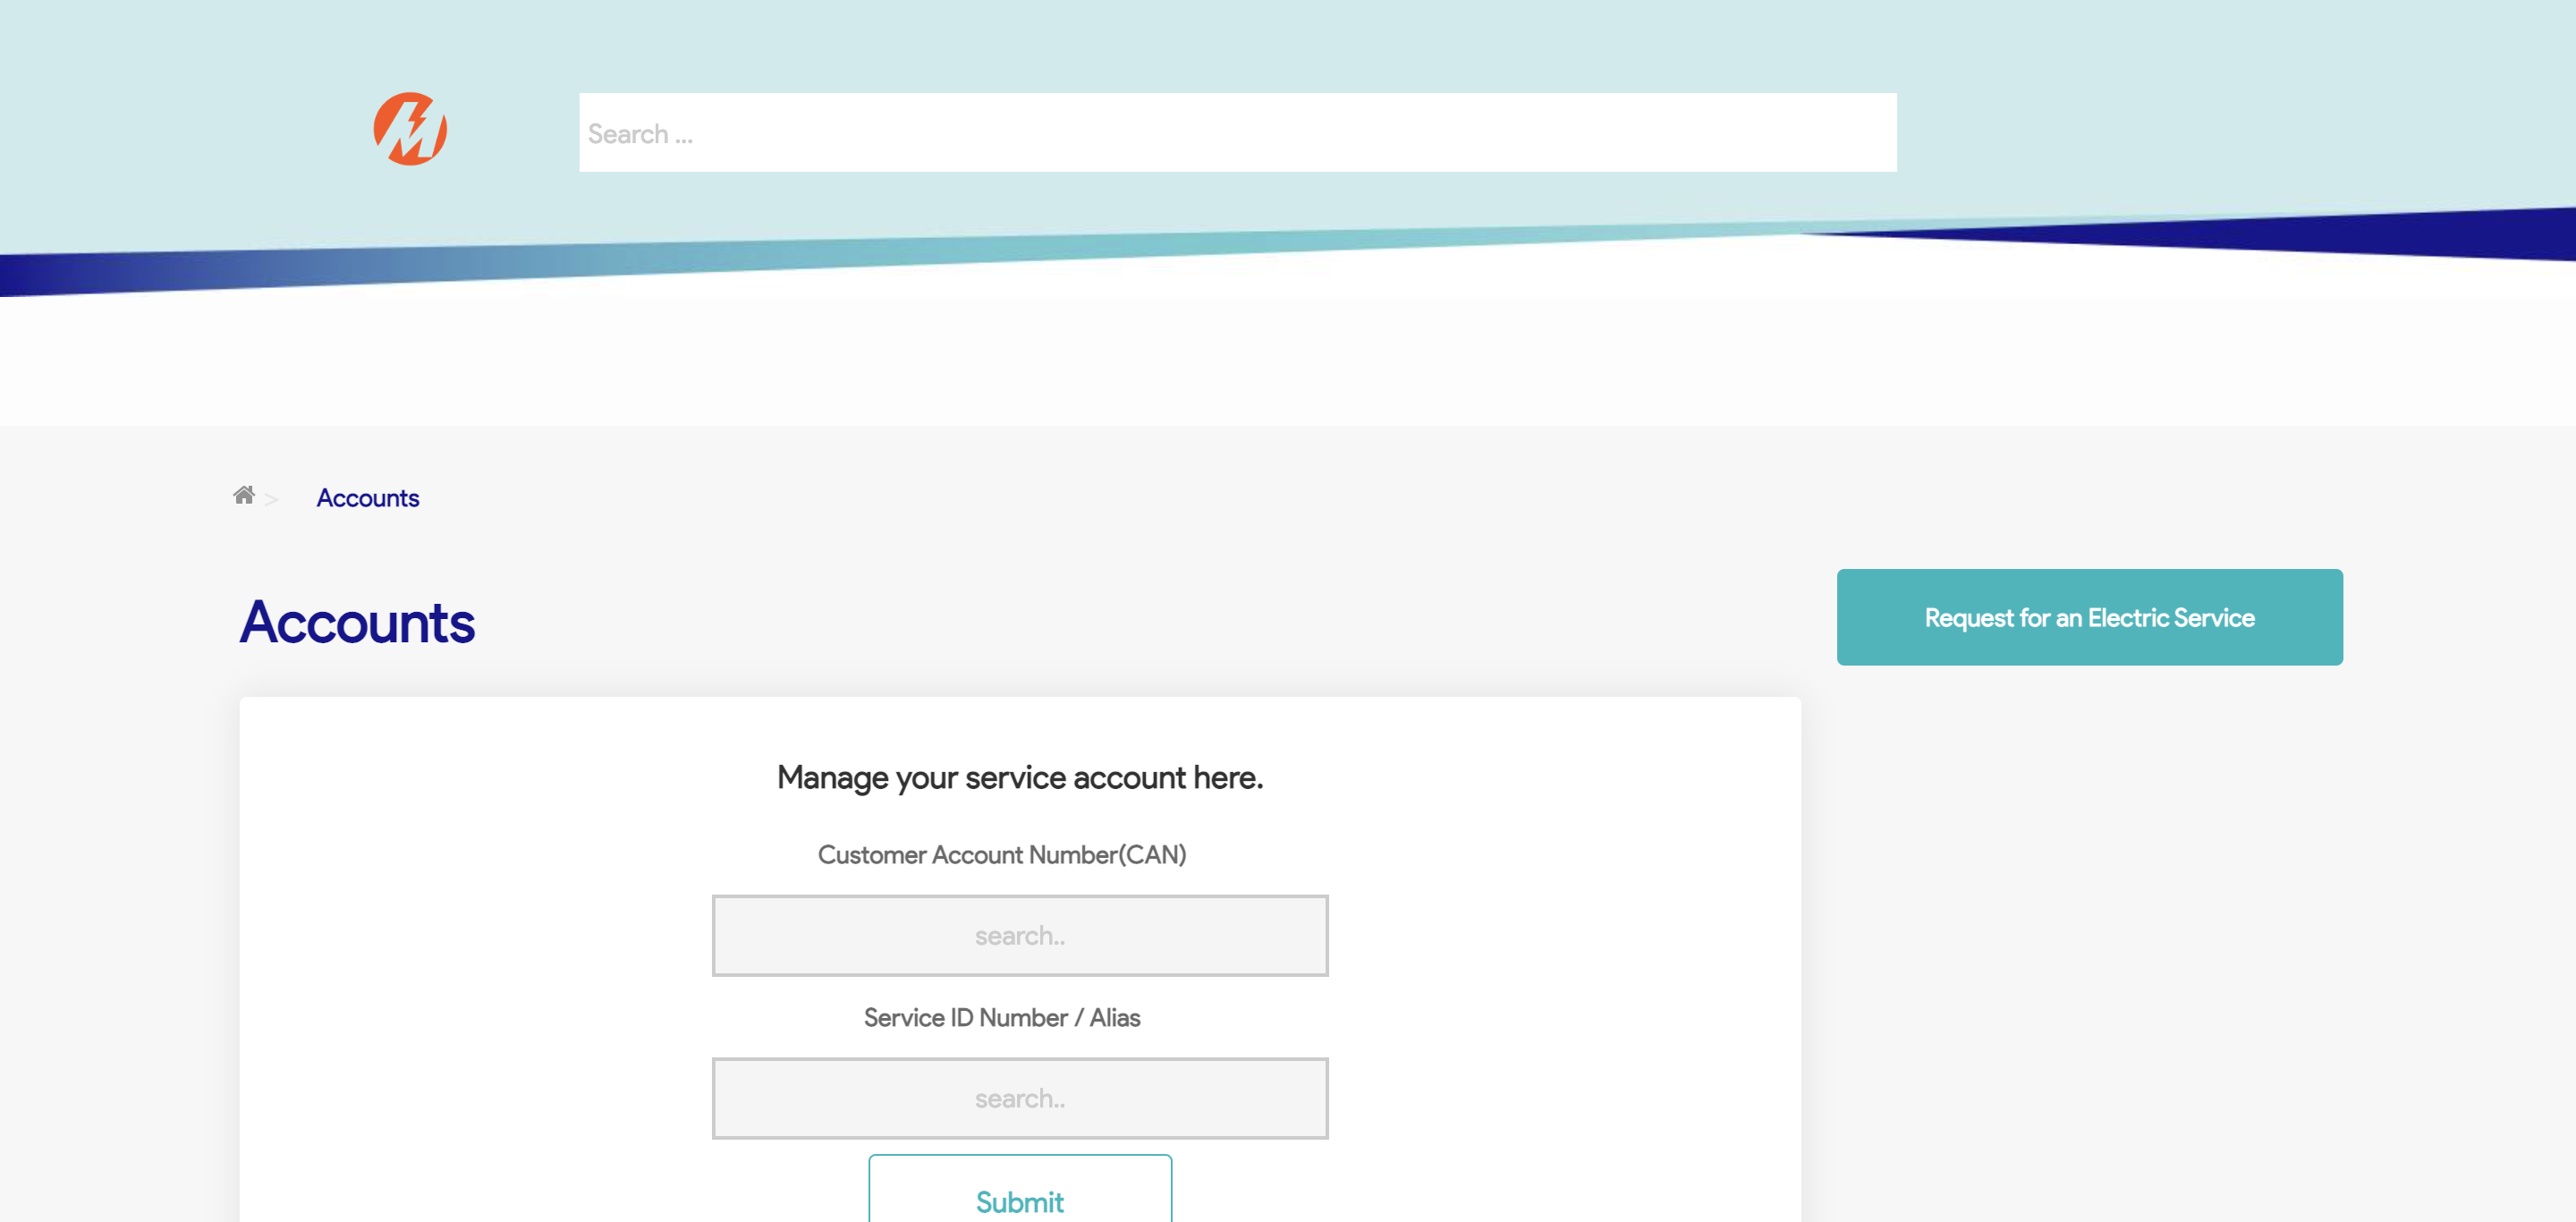 Search ...
> Accounts
Accounts
Request for an Electric Service
Manage your service account here.
Customer Account Number(CAN)
search..
Service ID Number / Alias
search..
Submit